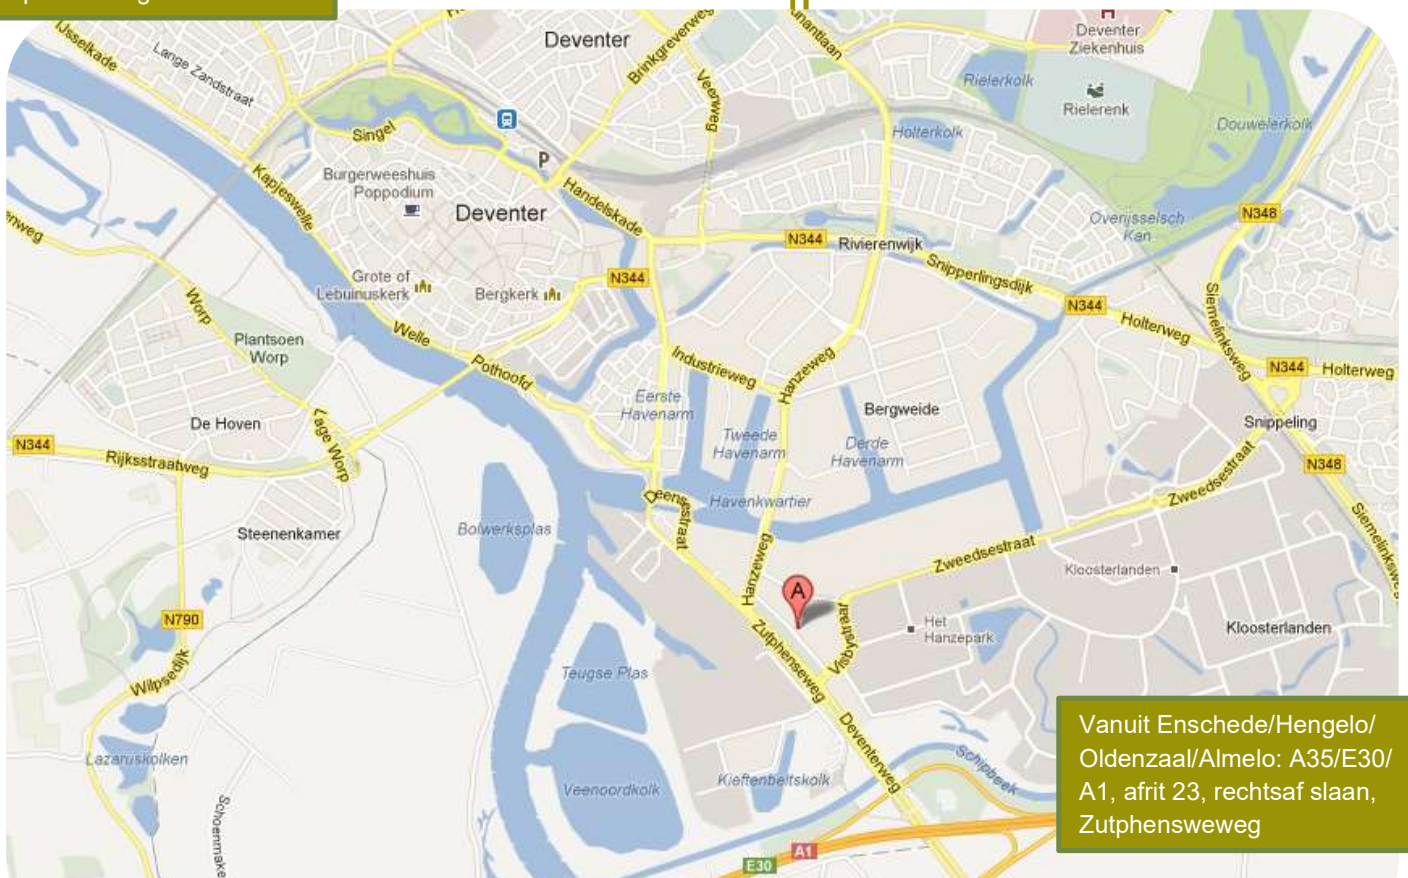 IJsselkade
Lange Zandstraat
Deventer
Brinkgreverweg
Veenweg
Deventer
Ziekenhuis
Rielerkolk
Rielerenk
Holterkolk
Douwelerkolk
Singel
P
Burgerweeshuis
Poppodium
Kapjeswelle
Deventer
Handelskade
Overijsselsch
Kan
N348
N344
Rivierenwijk
Snipperlingsdijk
N344
Grote of
Lebuinuskerk
Bergkerk
N344
Holterweg
Siemelinksweg
N344
Holterweg
Worp
Plantsoen
Worp
Welle
Pothoofd
Industrieweg
Hanzeweg
Eerste
Havenarm
Bergweide
De Hoven
Lage Worp
Tweede
Havenarm
Derde
Havenarm
Snippeling
N344
Rijksstraatweg
N348
Zweedsestraat
Deensestraat
Havenkwartier
Siemelinksweg
Steenenkamer
Bolwerksplas
Hanzeweg
Zweedsestraat
Kloosterlanden
A
N790
Visbystraat
Het
Hanzepark
Kloosterlanden
Zutphenseweg
Wilpsedijk
Teugse Plas
Deventerweg
Lazaruskolken
Veenoordkolk
Kieftenbeltskolk
Schipbeek
Schoenmake
E30
A1
Vanuit Enschede/Hengelo/
Oldenzaal/Almelo: A35/E30/
A1, afrit 23, rechtsaf slaan,
Zutphensweweg